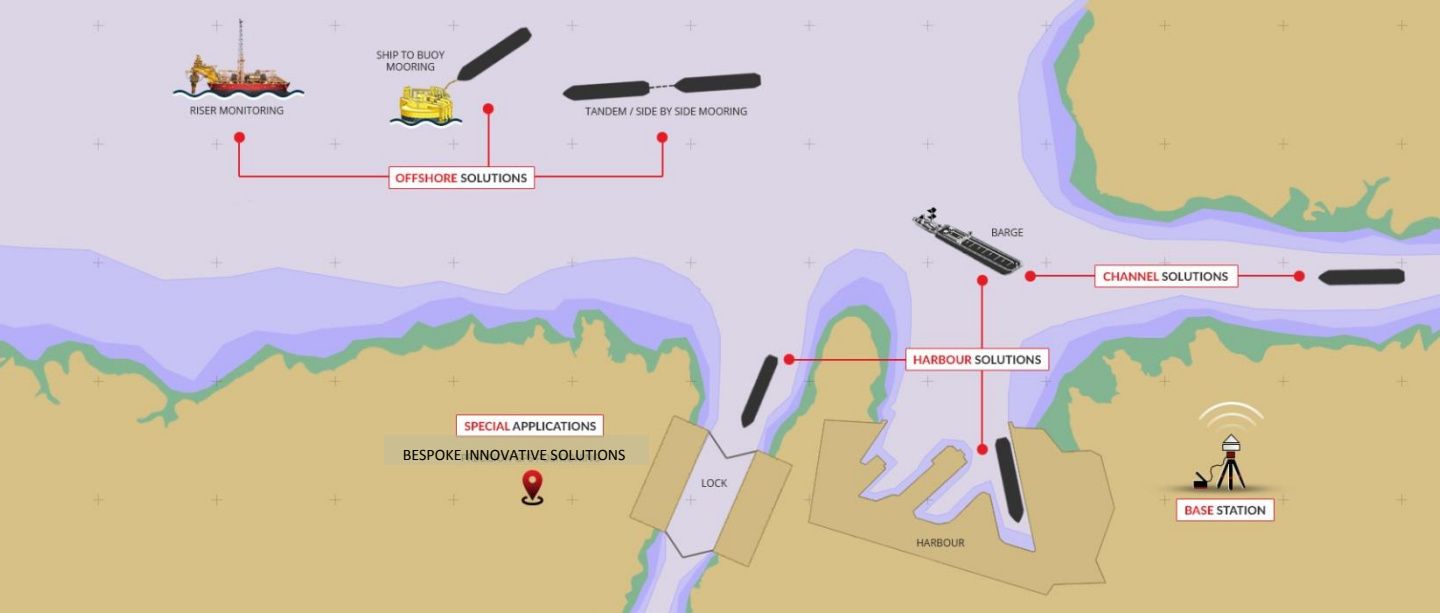 SHIP TO BUOY
MOORING
RISER MONITORING
TANDEM / SIDE BY SIDE MOORING
OFFSHORE SOLUTIONS
BARGE
CHANNEL SOLUTIONS
HARBOUR SOLUTIONS
SPECIAL APPLICATIONS
BESPOKE INNOVATIVE SOLUTIONS
LOCK
HARBOUR
BASE STATION